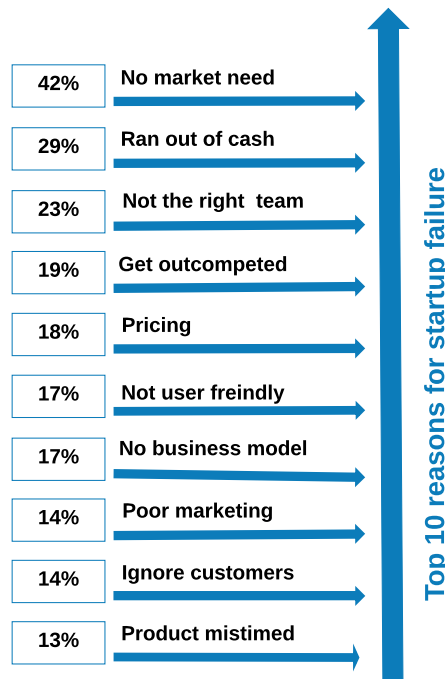 42% No market need
29% Ran out of cash
23% Not the right  team
19% Get outcompeted
18% Pricing
17% Not user freindly
17% No business model
14% Poor marketing
14% Ignore customers
13% Product mistimed
Top 10 reasons for startup failure